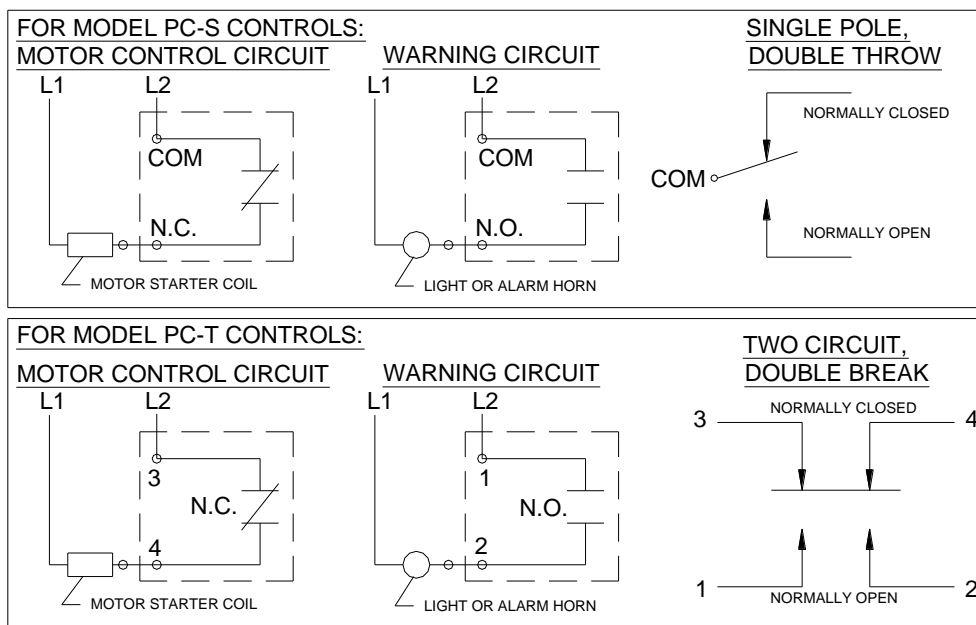 FOR MODEL PC-S CONTROLS:
MOTOR CONTROL CIRCUIT
L1
L2
COM
N.C.
MOTOR STARTER COIL
WARNING CIRCUIT
L1
L2
COM
N.O.
LIGHT OR ALARM HORN
SINGLE POLE,
DOUBLE THROW
NORMALLY CLOSED
COM
NORMALLY OPEN
FOR MODEL PC-T CONTROLS:
MOTOR CONTROL CIRCUIT
L1
L2
3
N.C.
4
MOTOR STARTER COIL
WARNING CIRCUIT
L1
L2
1
N.O.
2
LIGHT OR ALARM HORN
TWO CIRCUIT,
DOUBLE BREAK
NORMALLY CLOSED
3
4
1
2
NORMALLY OPEN